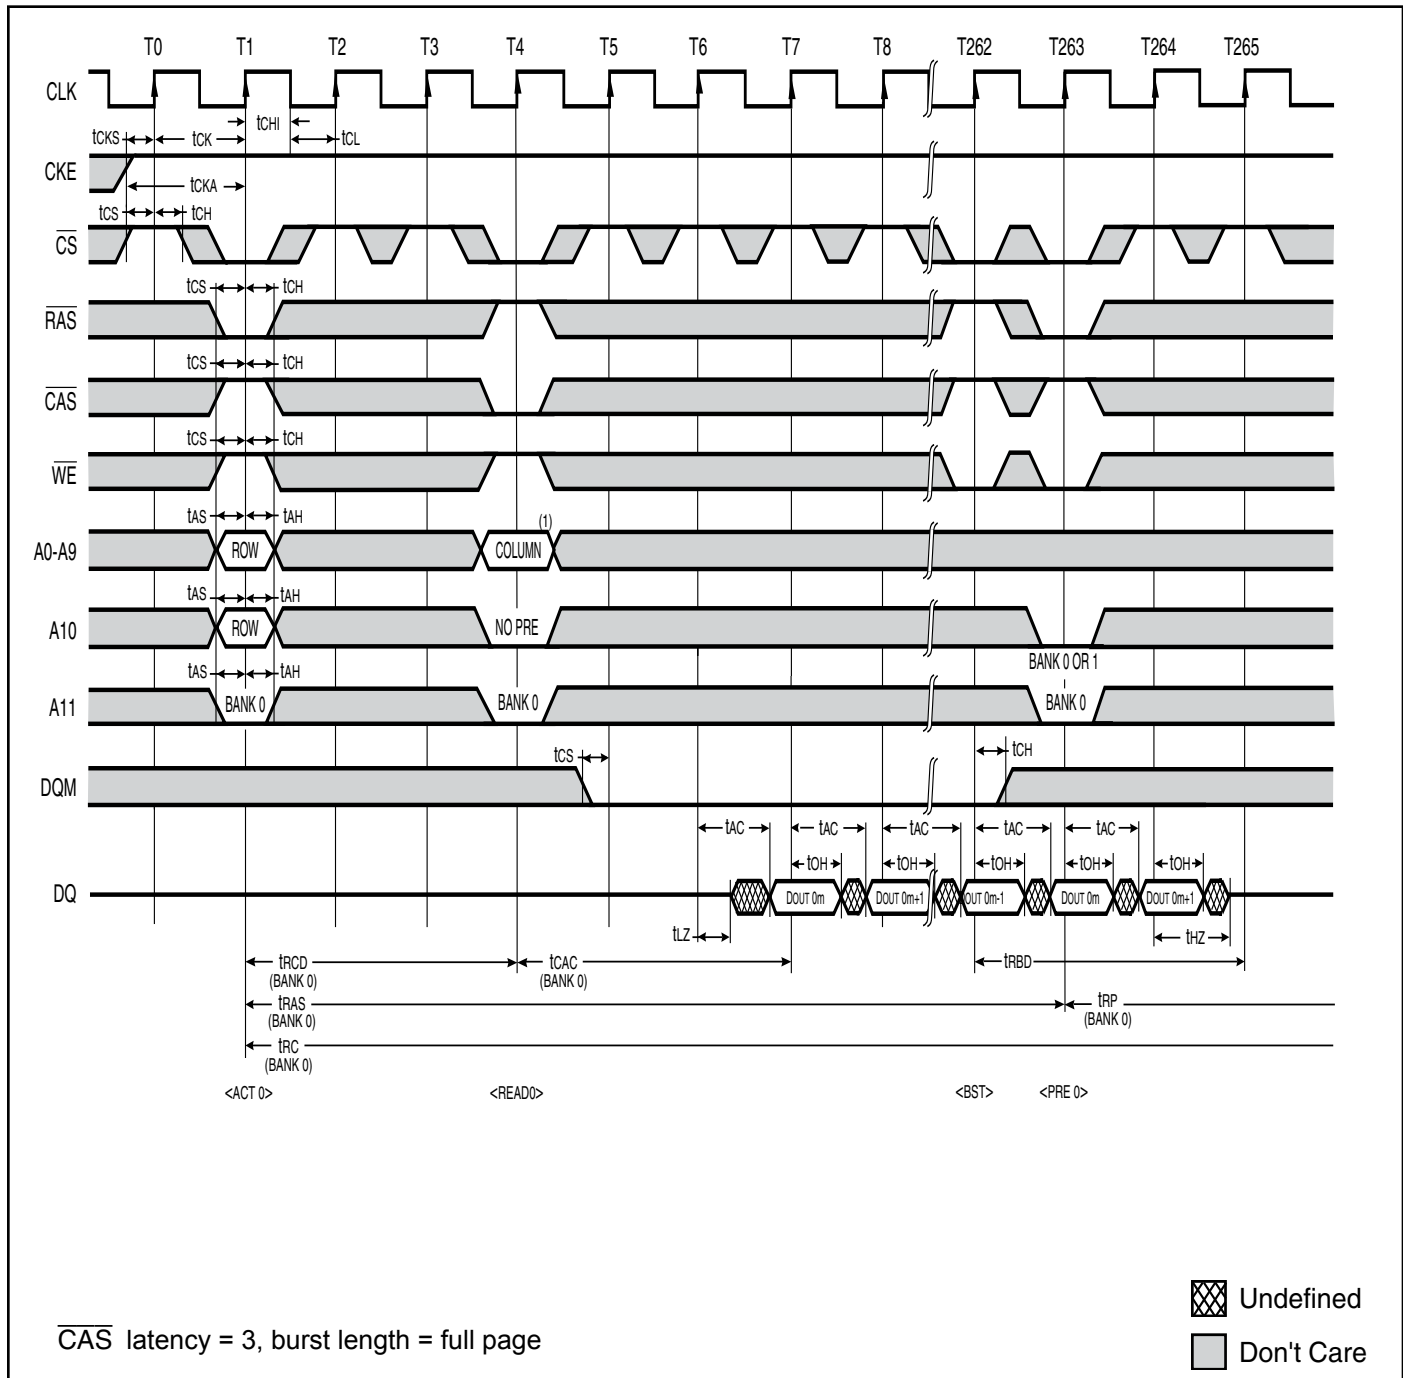 T0 T1 T2 T3 T4 T5 T6 T7 T8 T262 T263 T264 T265
CLK
tCHI
tCKS tCK tCL
CKE
tCKA
tCS tCH
CS
tCS tCH
RAS
tCS tCH
CAS
tCS tCH
WE
tAS tAH (1)
A0-A9 ROW COLUMN
tAS tAH
A10 ROW NO PRE
BANK 0 OR 1
tAS tAH
A11 BANK 0 BANK 0 BANK 0
tCS tCH
DQM
tAC tAC tAC tAC tAC
tOH tOH tOH tOH tOH
DQ DOUT 0m DOUT 0m+1 OUT 0m-1 DOUT 0m DOUT 0m+1
tLZ tHZ
tRCD tCAC tRBD
(BANK 0) (BANK 0)
tRAS tRP
(BANK 0) (BANK 0)
tRC
(BANK 0)
<ACT 0> <READ0> <BST> <PRE 0>
Undefined
CAS latency = 3, burst length = full page
Don't Care